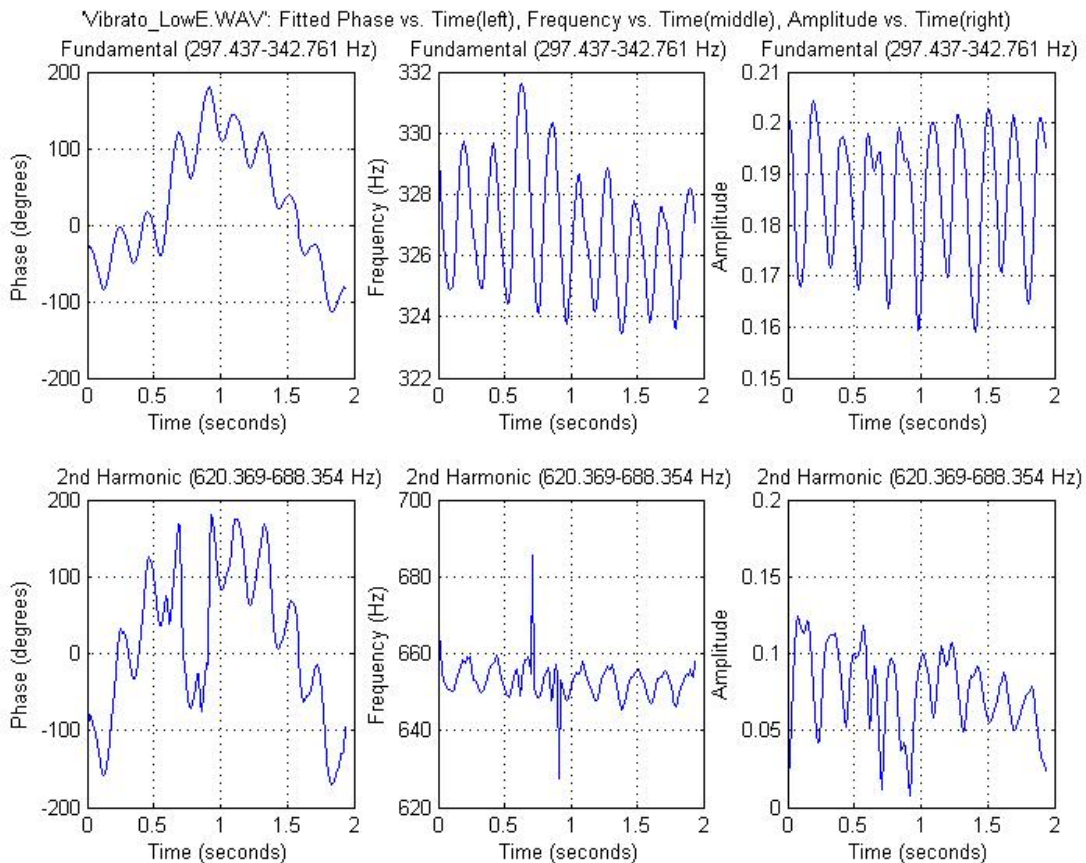 'Vibrato_LowE.WAV': Fitted Phase vs. Time(left), Frequency vs. Time(middle), Amplitude vs. Time(right)
Fundamental (297.437-342.761 Hz)
200
100
0
-100
-200
Phase (degrees)
0 0.5 1 1.5 2
Time (seconds)
Fundamental (297.437-342.761 Hz)
332
330
328
326
324
322
Frequency (Hz)
0 0.5 1 1.5 2
Time (seconds)
Fundamental (297.437-342.761 Hz)
0.21
0.2
0.19
0.18
0.17
0.16
0.15
Amplitude
0 0.5 1 1.5 2
Time (seconds)
2nd Harmonic (620.369-688.354 Hz)
200
100
0
-100
-200
Phase (degrees)
0 0.5 1 1.5 2
Time (seconds)
2nd Harmonic (620.369-688.354 Hz)
700
680
660
640
620
Frequency (Hz)
0 0.5 1 1.5 2
Time (seconds)
2nd Harmonic (620.369-688.354 Hz)
0.2
0.15
0.1
0.05
0
Amplitude
0 0.5 1 1.5 2
Time (seconds)